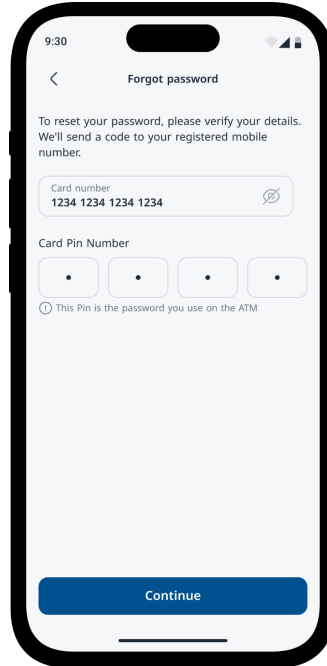 9:30
Forgot password
To reset your password, please verify your details.
We'll send a code to your registered mobile
number.
Card number
1234 1234 1234 1234
Card Pin Number
This Pin is the password you use on the ATM
Continue